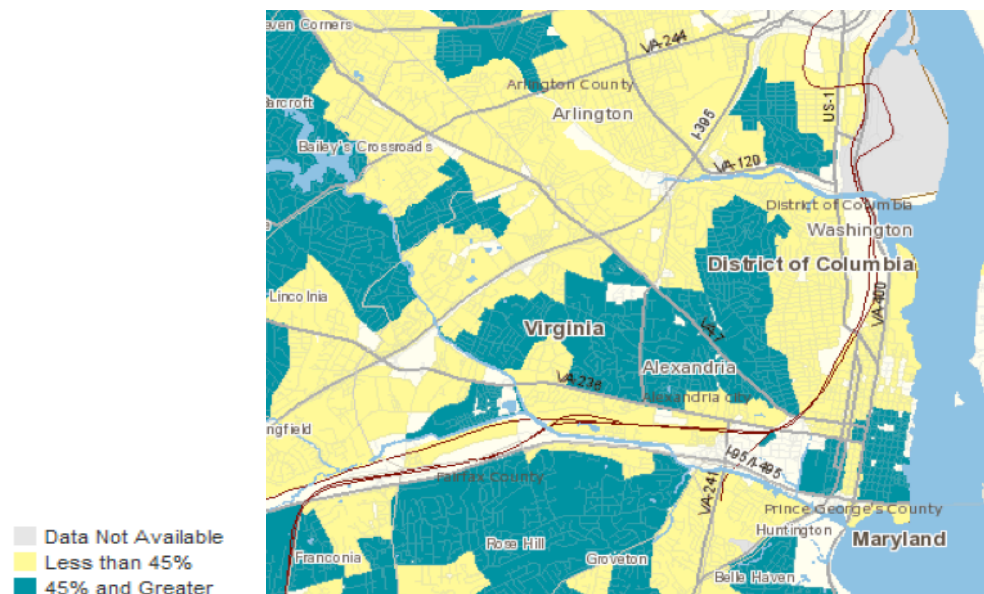 even Corners
VA-244
Arlington County
US-1
arcroft
Arlington
I-395
Bailey's Crossroads
VA-120
District of Columbia
Washington
District of Columbia
Lincolnia
VA-400
Virginia
VA-7
Alexandria
VA-236
Alexandria city
ngfield
I-95/I-495
Fairfax County
VA-241
Prince George's County
Huntington
Data Not Available
Maryland
Rose Hill
Franconia
Groveton
Less than 45%
Belle Haven
45% and Greater